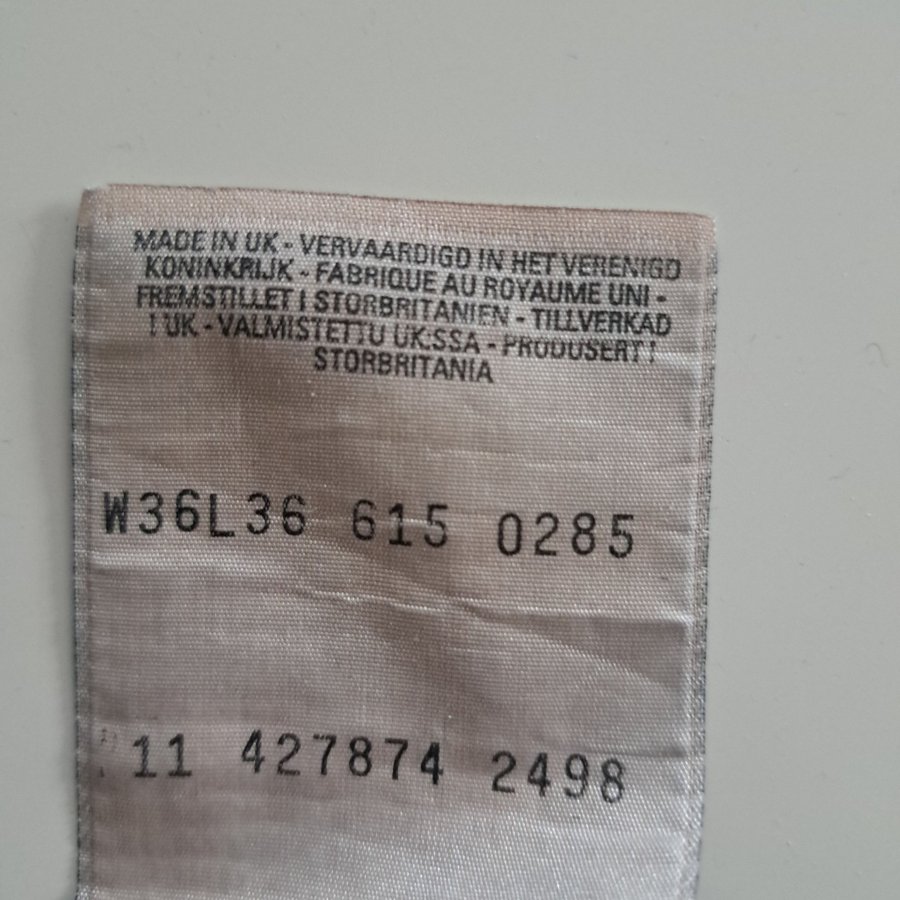 MADE IN UK - VERVAARDIGD IN HET VERENIGD
KONINKRIJK - FABRIQUE AU ROYAUME UNI -
FREMSTILLET I STORBRITANIEN - TILLVERKAD
I UK - VALMISTETTU UK:SSA - PRODUSERT I
STORBRITANIA
W36L36 615 0285
11 427874 2498